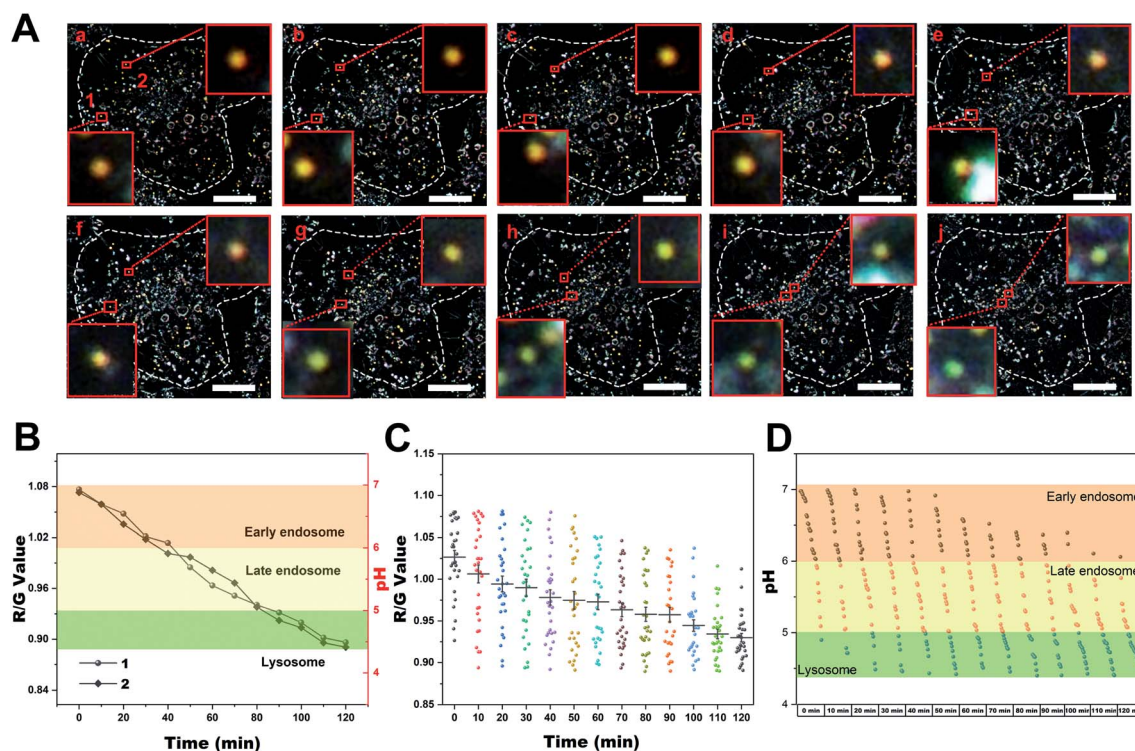 A
a b c d e
2
1
f g h i j
B C D
1.08
1.02
0.96
0.90
0.84
R/G Value
7
6
5
4
pH
Early endosome
Late endosome
Lysosome
1
2
0 20 40 60 80 100 120
Time (min)
1.15
1.10
1.05
1.00
0.95
0.90
0.85
R/G Value
0 10 20 30 40 50 60 70 80 90 100 110 120
Time (min)
7
6
5
4
pH
Early endosome
Late endosome
Lysosome
0 min 10 min 20 min 30 min 40 min 50 min 60 min 70 min 80 min 90 min 100 min 110 min 120 m